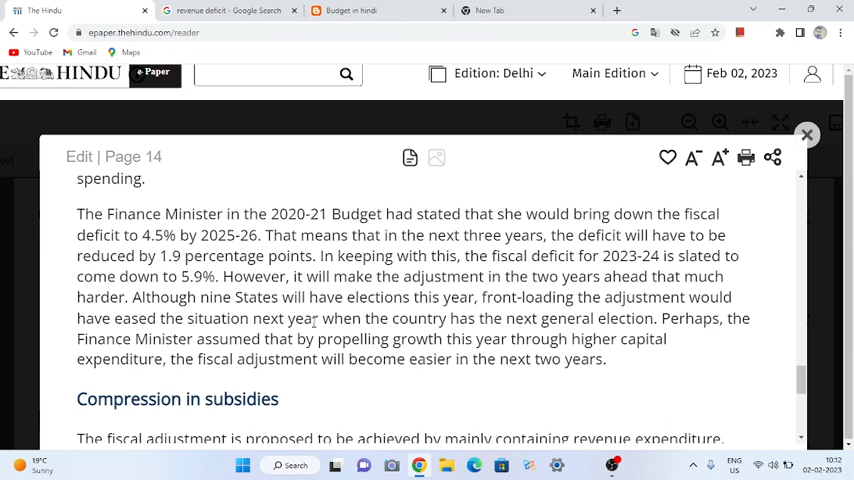 The Hindu
revenue deficit - Google Search
Budget in hindi
New Tab
epaper.thehindu.com/reader
YouTube
Gmail
Maps
HINDU
e-Paper
Edition: Delhi
Main Edition
Feb 02, 2023
Edit | Page 14
A-
A+
spending.
The Finance Minister in the 2020-21 Budget had stated that she would bring down the fiscal
deficit to 4.5% by 2025-26. That means that in the next three years, the deficit will have to be
reduced by 1.9 percentage points. In keeping with this, the fiscal deficit for 2023-24 is slated to
come down to 5.9%. However, it will make the adjustment in the two years ahead that much
harder. Although nine States will have elections this year, front-loading the adjustment would
have eased the situation next year when the country has the next general election. Perhaps, the
Finance Minister assumed that by propelling growth this year through higher capital
expenditure, the fiscal adjustment will become easier in the next two years.
Compression in subsidies
The fiscal adjustment is proposed to be achieved by mainly containing revenue expenditure.
19°C
Sunny
Search
ENG
US
10:12
02-02-2023